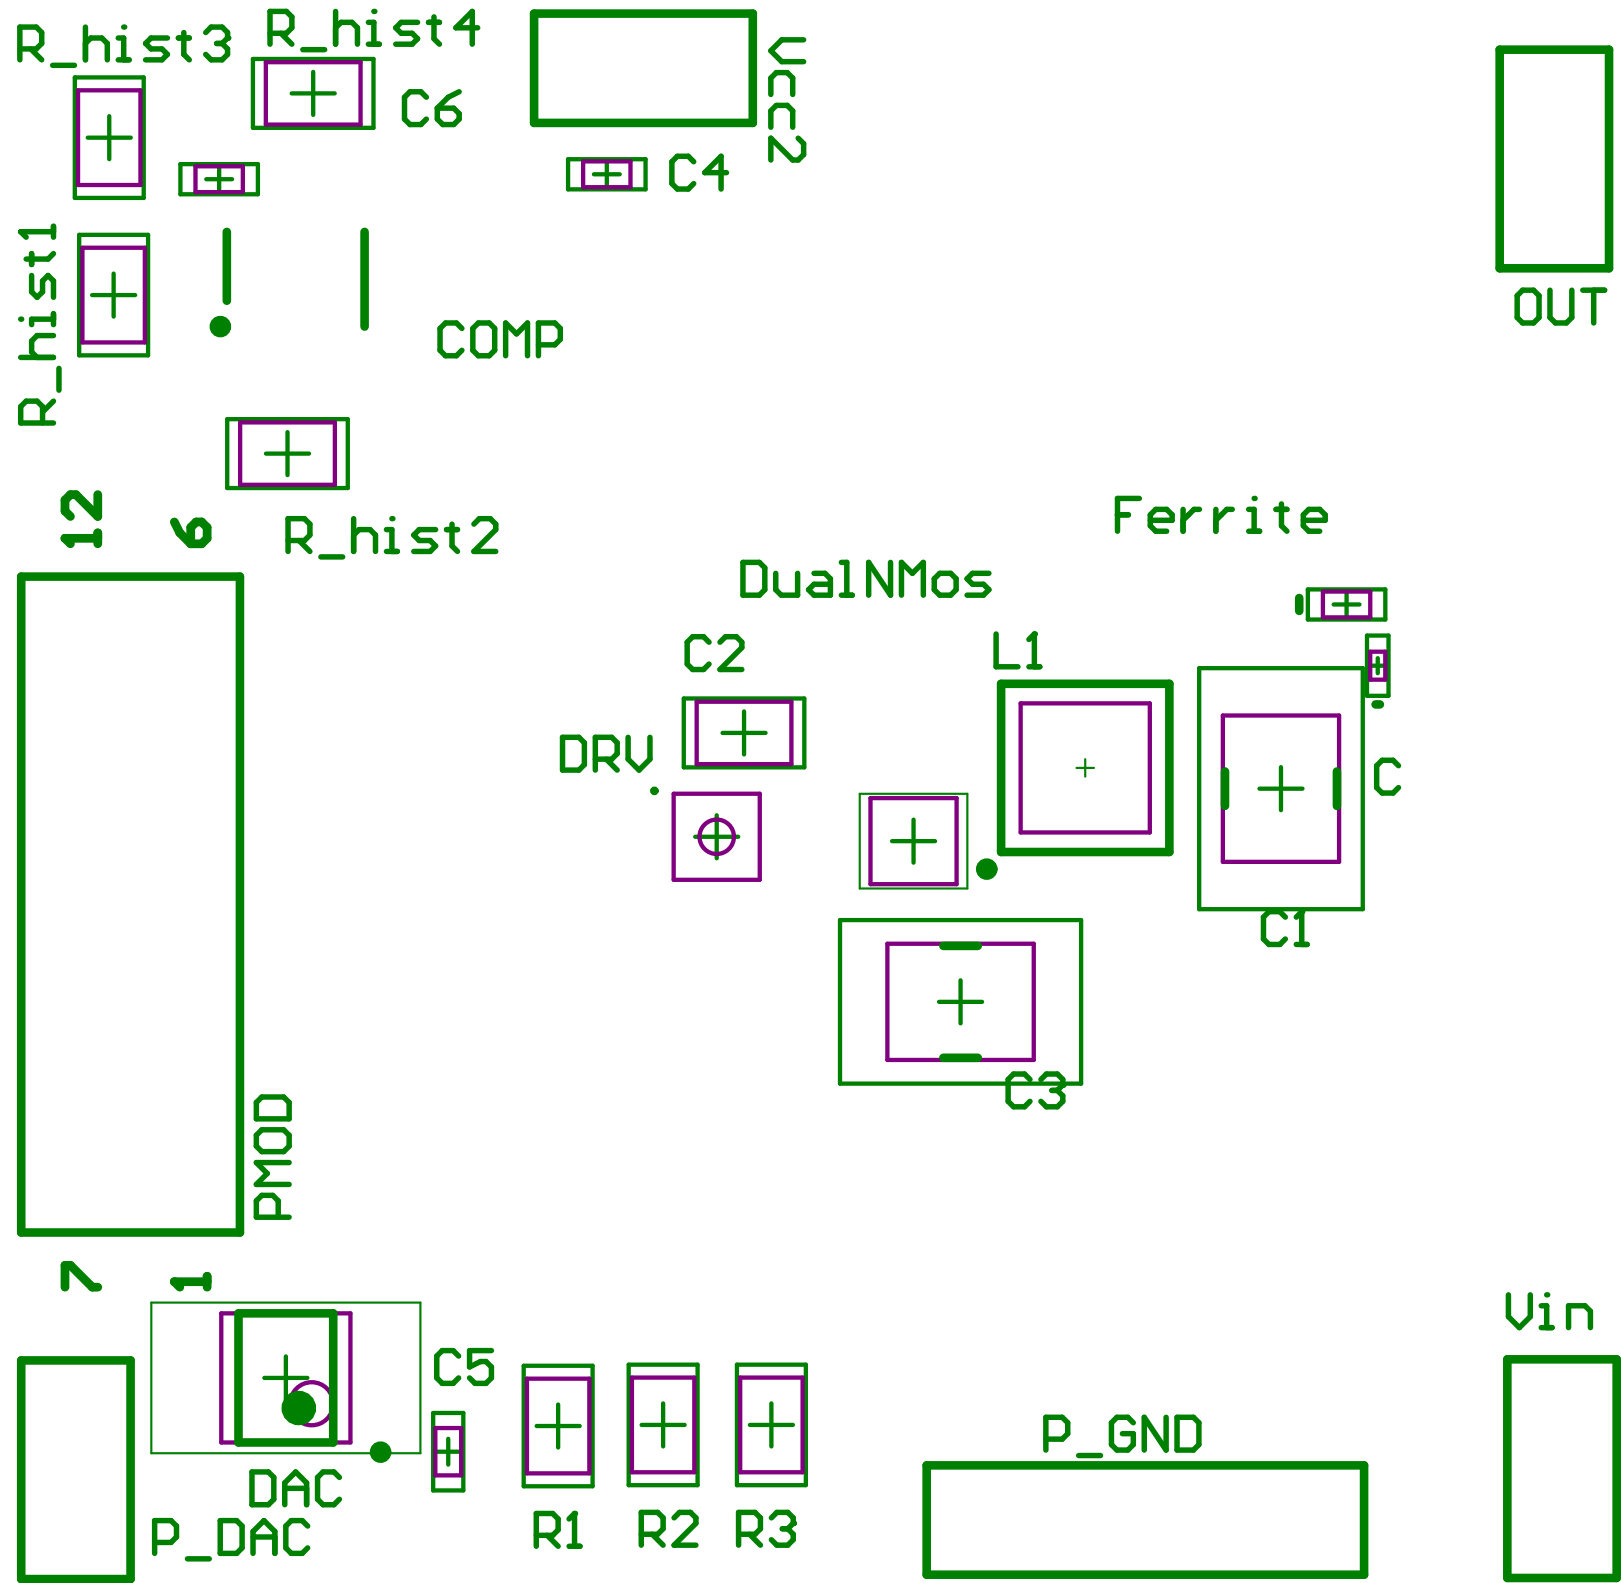 R_hist3
R_hist4
C6
VCC2
C4
R_hist1
COMP
OUT
R_hist2
12
6
Ferrite
DualNMos
C2
L1
DRV
C
C1
C3
PMOD
7
1
Vin
C5
DAC
P_DAC
R1
R2
R3
P_GND